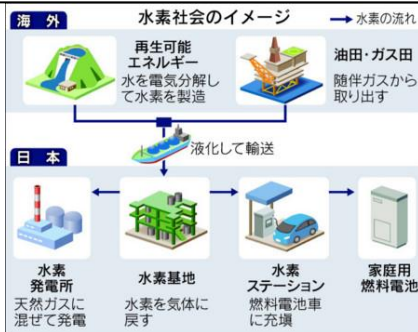 水素社会のイメージ
→水素の流れ
海外
再生可能
エネルギー
水を電気分解し
て水素を製造
油田・ガス田
随伴ガスから
取り出す
液化して輸送
日本
水素
発電所
天然ガスに
混ぜて発電
水素基地
水素を気体に
戻す
水素
ステーション
燃料電池車
に充塡
家庭用
燃料電池